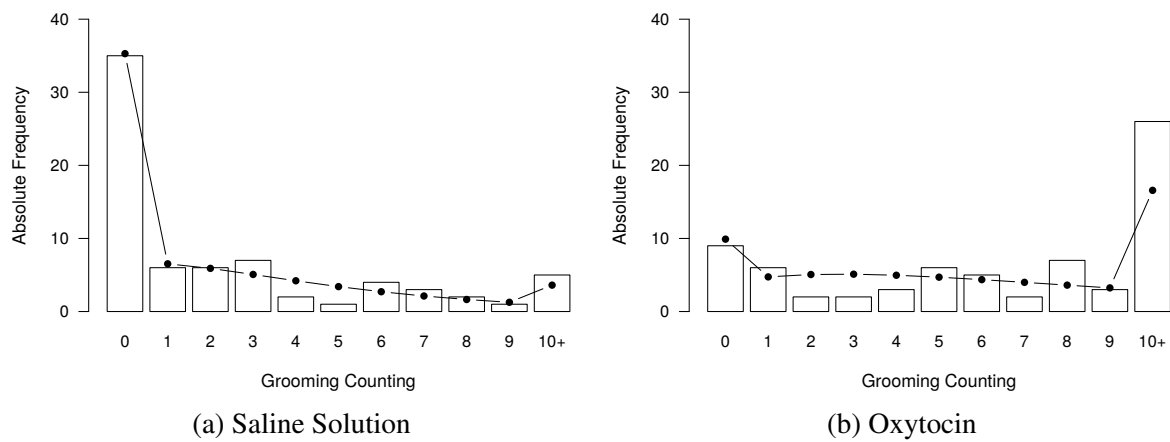 40
30
20
10
0
Absolute Frequency
0 1 2 3 4 5 6 7 8 9 10+
Grooming Counting
(a) Saline Solution
40
30
20
10
0
Absolute Frequency
0 1 2 3 4 5 6 7 8 9 10+
Grooming Counting
(b) Oxytocin